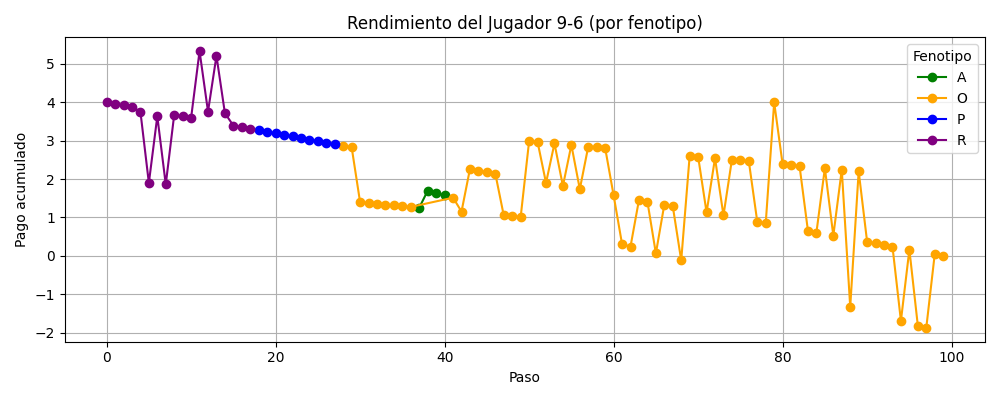 Rendimiento del Jugador 9-6 (por fenotipo)
Pago acumulado
5
4
3
2
1
0
−1
−2
Fenotipo
A
O
P
R
0
20
40
60
80
100
Paso